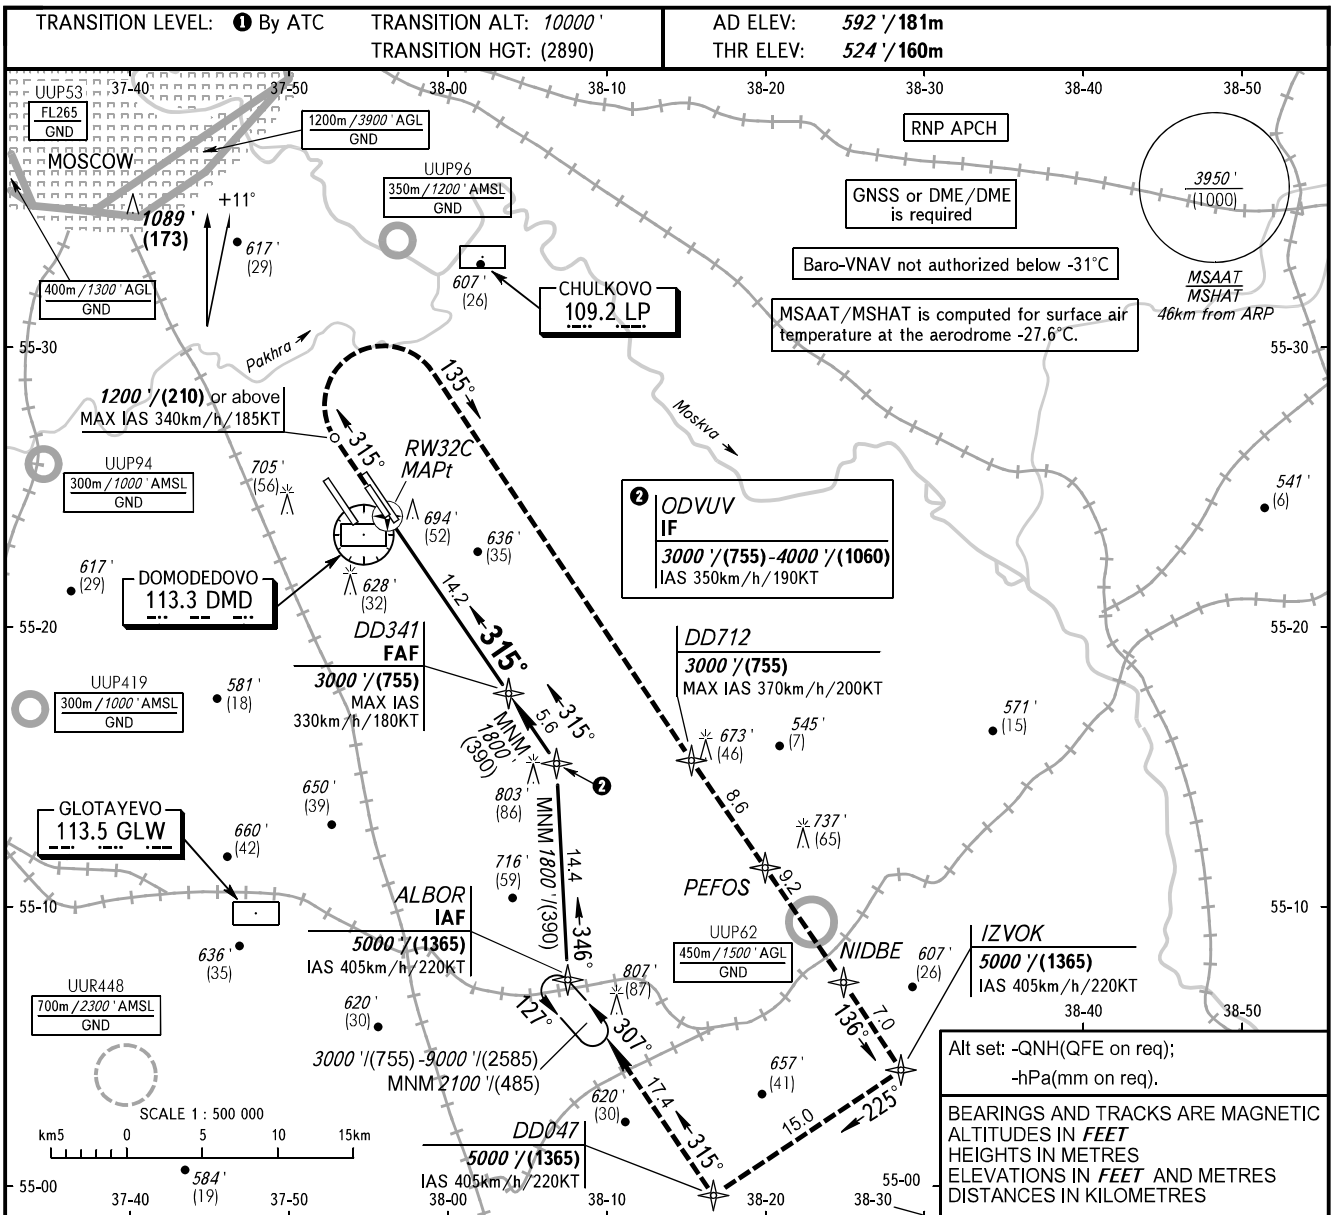 TRANSITION LEVEL: ❶ By ATC
TRANSITION ALT: 10000 '
TRANSITION HGT: (2890)
AD ELEV: 592 '/181m
THR ELEV: 524 '/160m
37-40
37-50
38-00
38-10
38-20
38-30
38-40
38-50
UUP53
FL265
GND
MOSCOW
1200m/3900 ' AGL
GND
UUP96
350m/1200 ' AMSL
GND
RNP APCH
GNSS or DME/DME
is required
Baro-VNAV not authorized below -31°C
MSAAT/MSHAT is computed for surface air
temperature at the aerodrome -27.6°C.
3950 '
(1000)
MSAAT
MSHAT
46km from ARP
1089 '
(173)
+11°
617 '
(29)
400m/1300 ' AGL
GND
607 '
(26)
CHULKOVO
109.2 LP
55-30
55-30
Pakhra
Moskva
135°
1200 '/(210) or above
MAX IAS 340km/h/185KT
315°
RW32C
MAPt
UUP94
300m/1000 ' AMSL
GND
705 '
(56)
694 '
(52)
636 '
(35)
541 '
(6)
❷ ODVUV
IF
3000 '/(755)-4000 '/(1060)
IAS 350km/h/190KT
617 '
(29)
DOMODEDOVO
113.3 DMD
628 '
(32)
14.2
315°
55-20
55-20
DD341
FAF
3000 '/(755)
MAX IAS
330km/h/180KT
DD712
3000 '/(755)
MAX IAS 370km/h/200KT
UUP419
300m/1000 ' AMSL
GND
581 '
(18)
5.6
315°
MNM
1800 '
(390)
673 '
(46)
545 '
(7)
571 '
(15)
❷
803 '
(86)
650 '
(39)
8.6
737 '
(65)
GLOTAYEVO
113.5 GLW
660 '
(42)
716 '
(59)
MNM 1800 '/(390)
14.4
346°
PEFOS
9.2
55-10
55-10
ALBOR
IAF
5000 '/(1365)
IAS 405km/h/220KT
UUP62
450m/1500 ' AGL
GND
NIDBE
607 '
(26)
IZVOK
5000 '/(1365)
IAS 405km/h/220KT
636 '
(35)
UUR448
700m/2300 ' AMSL
GND
620 '
(30)
127°
807 '
(87)
307°
136°
7.0
38-40
38-50
3000 '/(755)-9000 '/(2585)
MNM 2100 '/(485)
657 '
(41)
Alt set: -QNH(QFE on req);
-hPa(mm on req).
SCALE 1 : 500 000
km5 0 5 10 15km
17.4
620 '
(30)
15.0
225°
315°
DD047
5000 '/(1365)
IAS 405km/h/220KT
584 '
(19)
BEARINGS AND TRACKS ARE MAGNETIC
ALTITUDES IN FEET
HEIGHTS IN METRES
ELEVATIONS IN FEET AND METRES
DISTANCES IN KILOMETRES
55-00
55-00
37-40
37-50
38-00
38-10
38-20
38-30